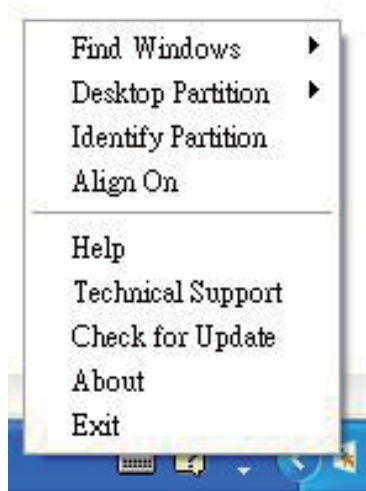 Find Windows
Desktop Partition
Identify Partition
Align On
Help
Technical Support
Check for Update
About
Exit